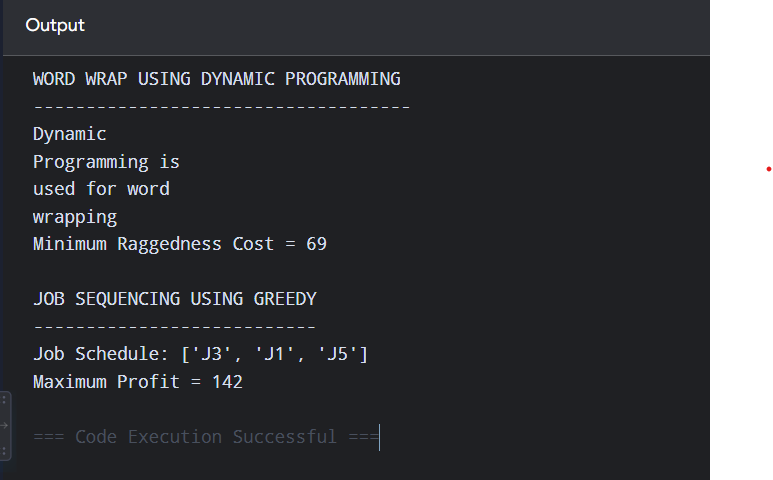 Output
WORD WRAP USING DYNAMIC PROGRAMMING
------------------------------------
Dynamic
Programming is
used for word
wrapping
Minimum Raggedness Cost = 69
JOB SEQUENCING USING GREEDY
---------------------------
Job Schedule: ['J3', 'J1', 'J5']
Maximum Profit = 142
=== Code Execution Successful ===